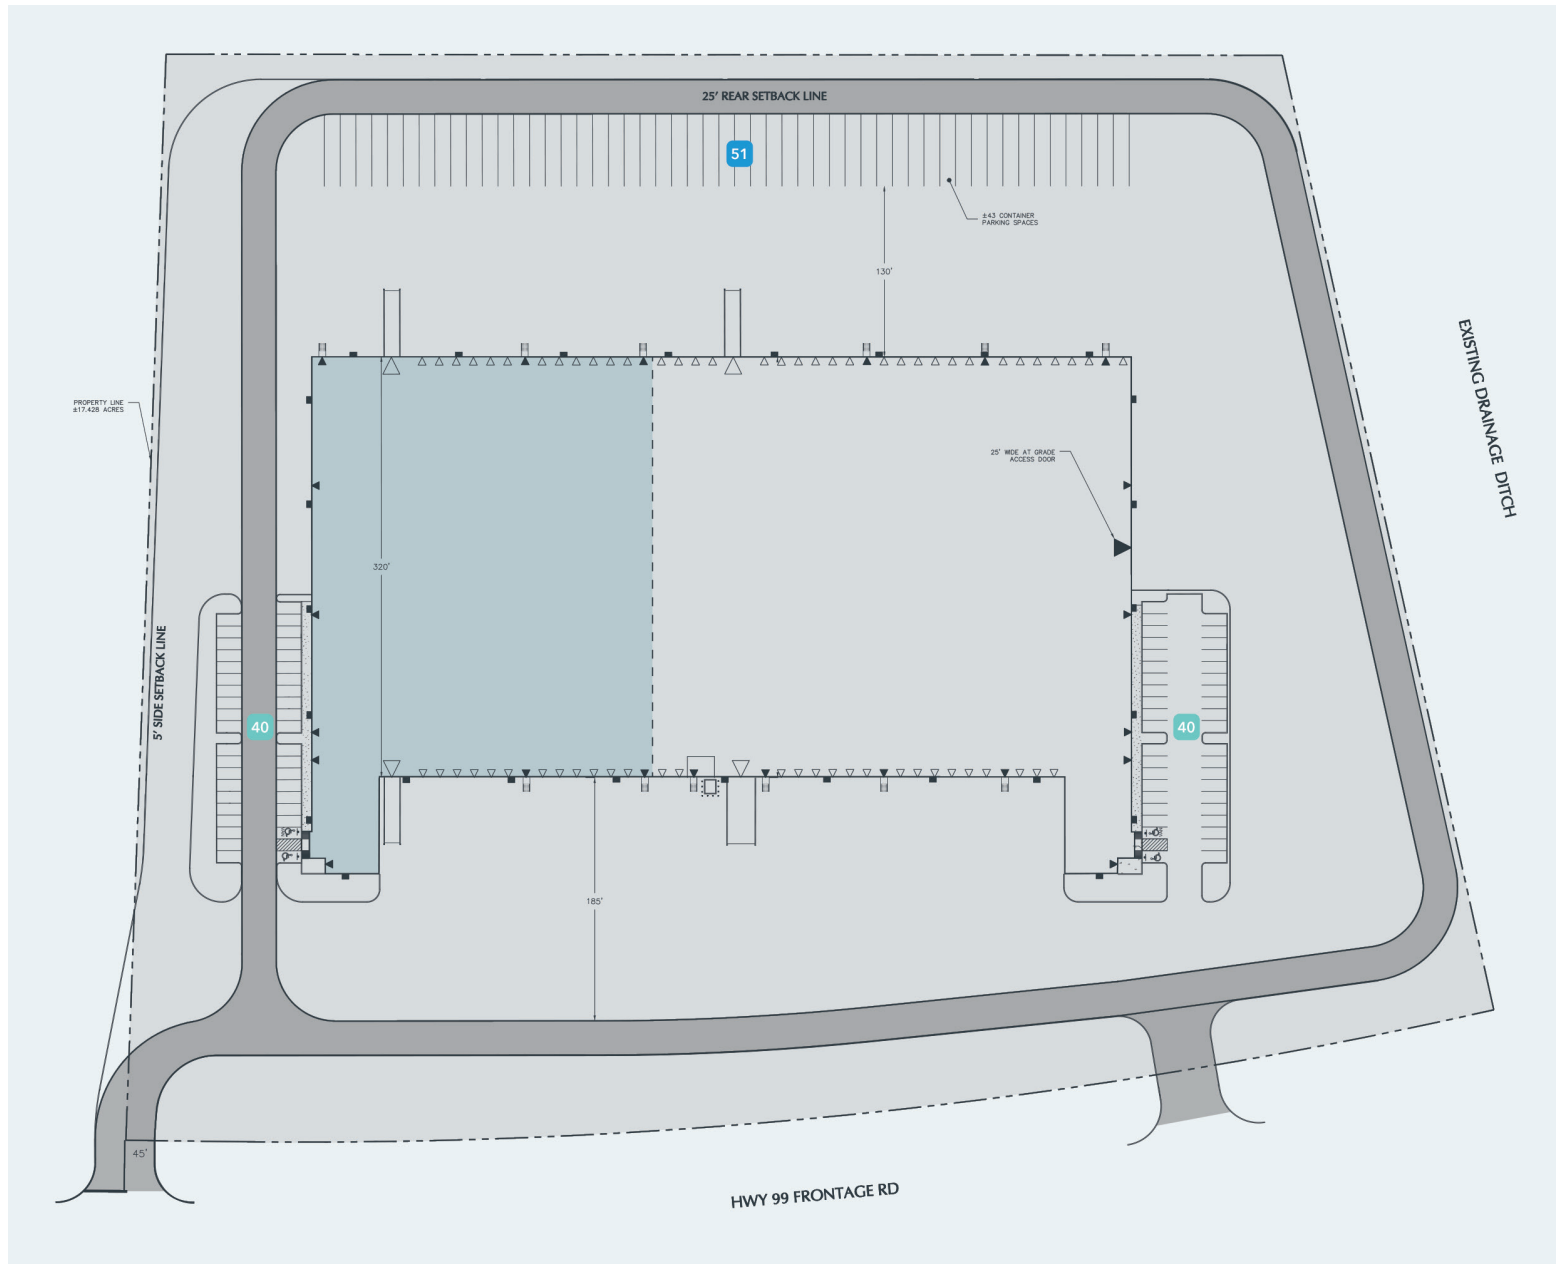 25' REAR SETBACK LINE
51
±43 CONTAINER
PARKING SPACES
130'
EXISTING DRAINAGE DITCH
PROPERTY LINE
±17.428 ACRES
25' WIDE AT GRADE
ACCESS DOOR
320'
5' SIDE SETBACK LINE
40
40
185'
45'
HWY 99 FRONTAGE RD